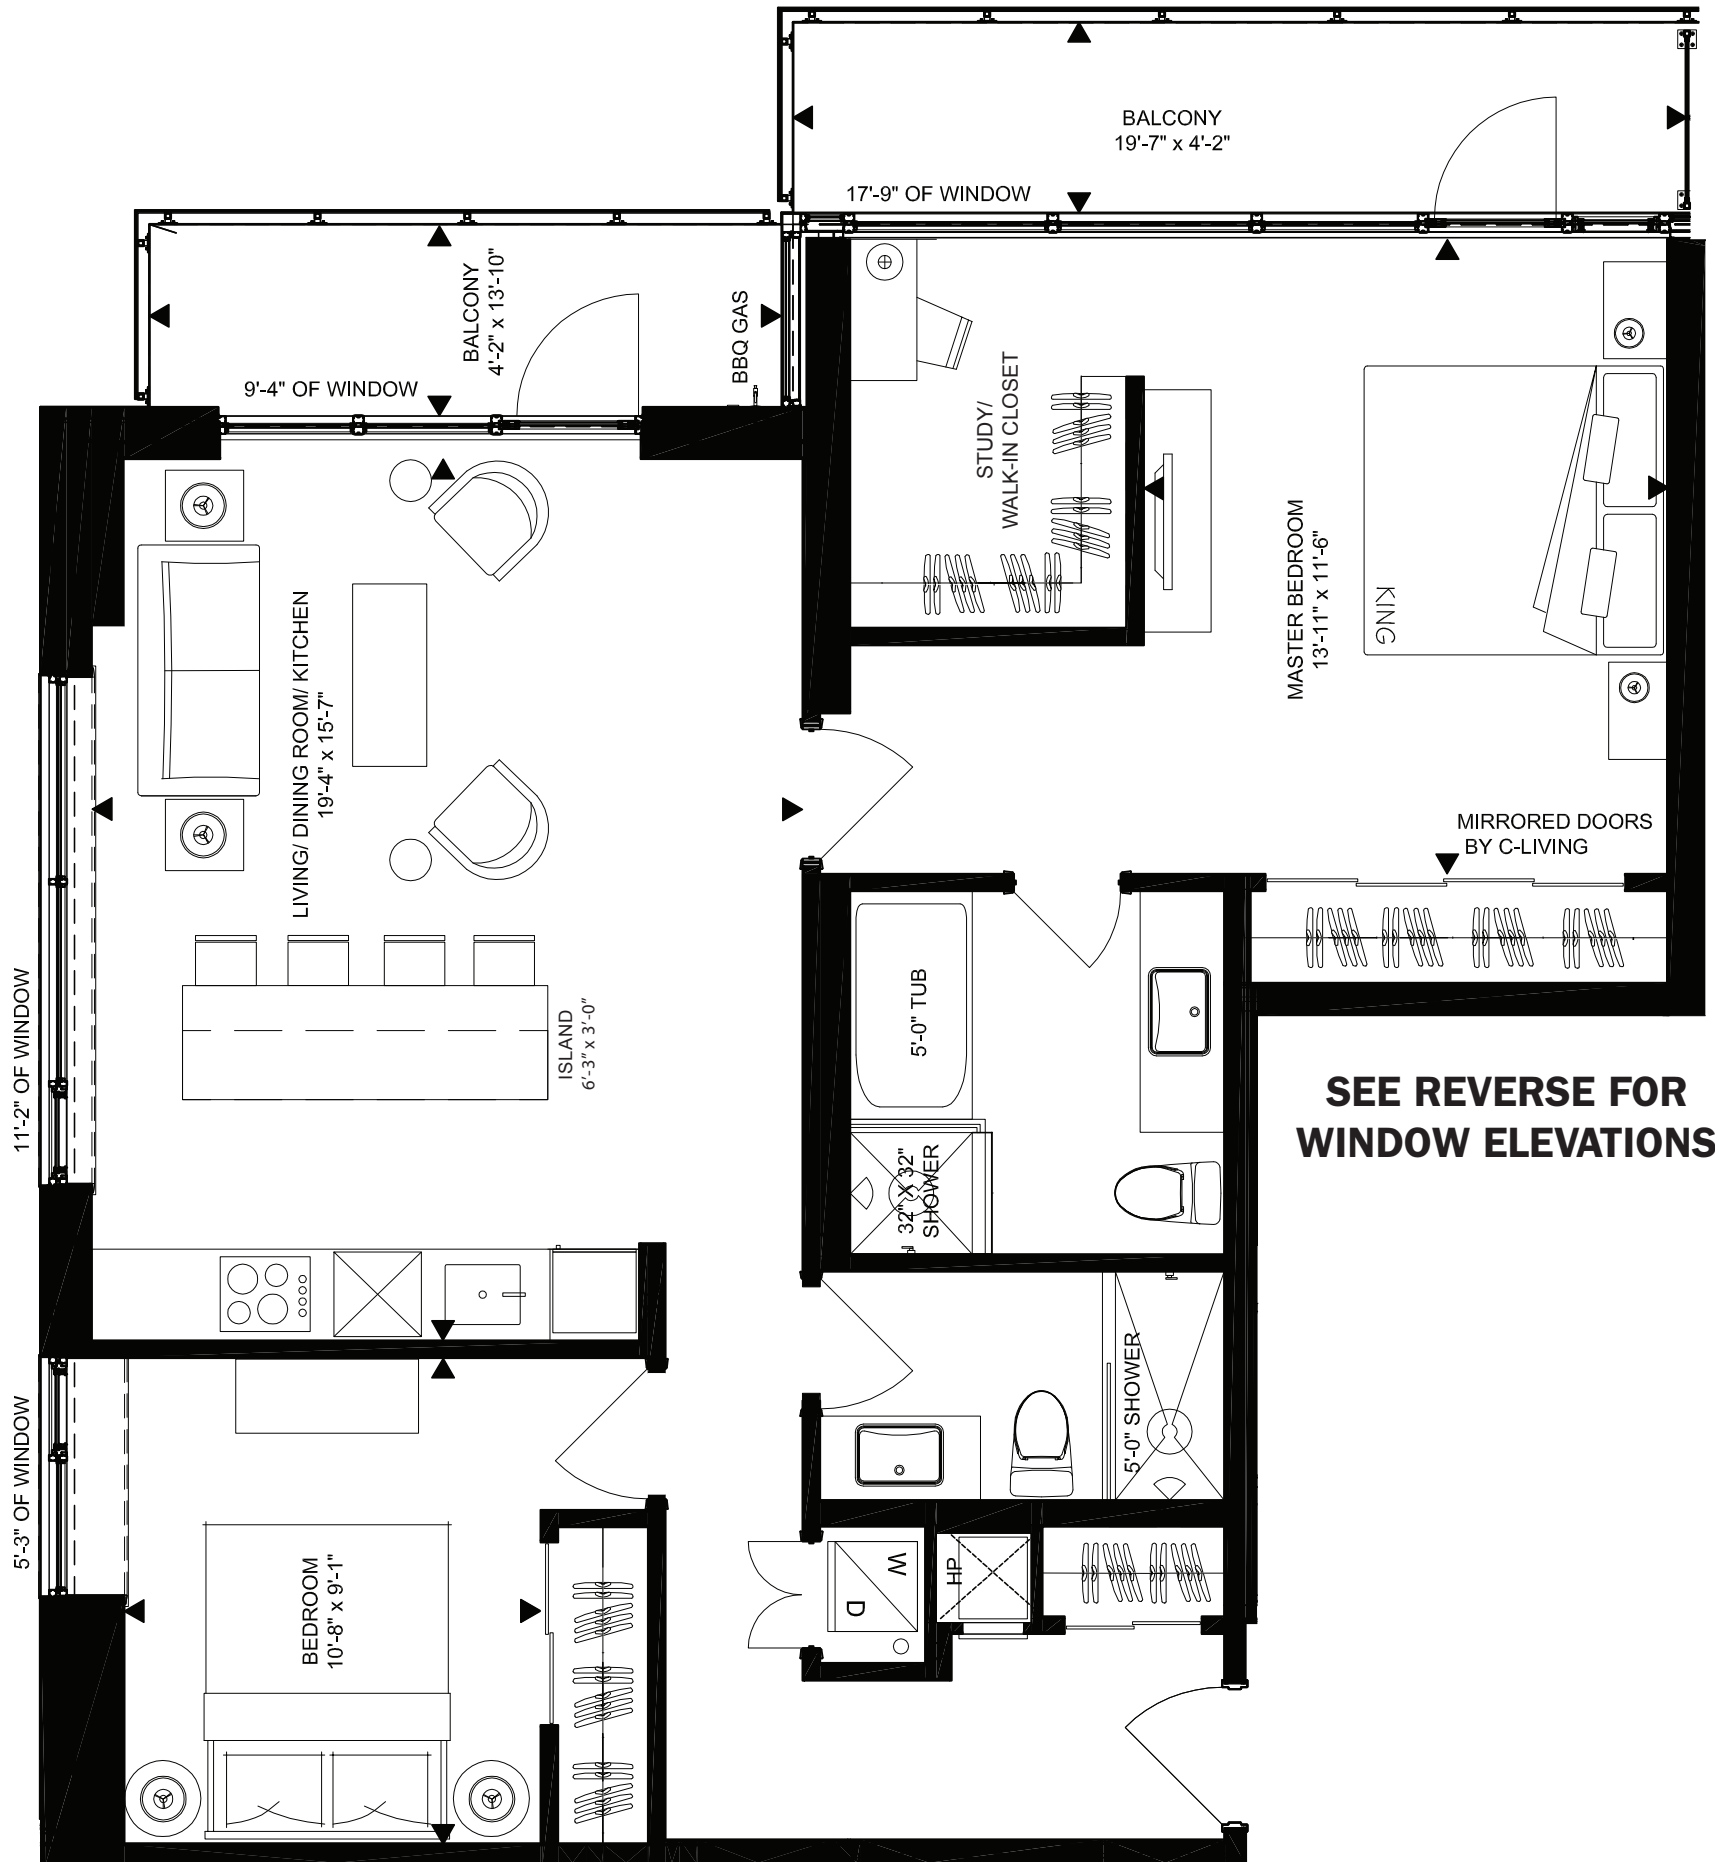 BALCONY
19'-7" x 4'-2"
17'-9" OF WINDOW
BALCONY
4'-2" x 13'-10"
BBQ GAS
9'-4" OF WINDOW
STUDY/
WALK-IN CLOSET
MASTER BEDROOM
13'-11" x 11'-6"
KING
LIVING/ DINING ROOM/ KITCHEN
19'-4" x 15'-7"
MIRRORED DOORS
BY C-LIVING
11'-2" OF WINDOW
ISLAND
6'-3" x 3'-0"
5'-0" TUB
SEE REVERSE FOR
WINDOW ELEVATIONS
32" X 32"
SHOWER
5'-0" SHOWER
5'-3" OF WINDOW
BEDROOM
10'-8" x 9'-1"
W
D
HP